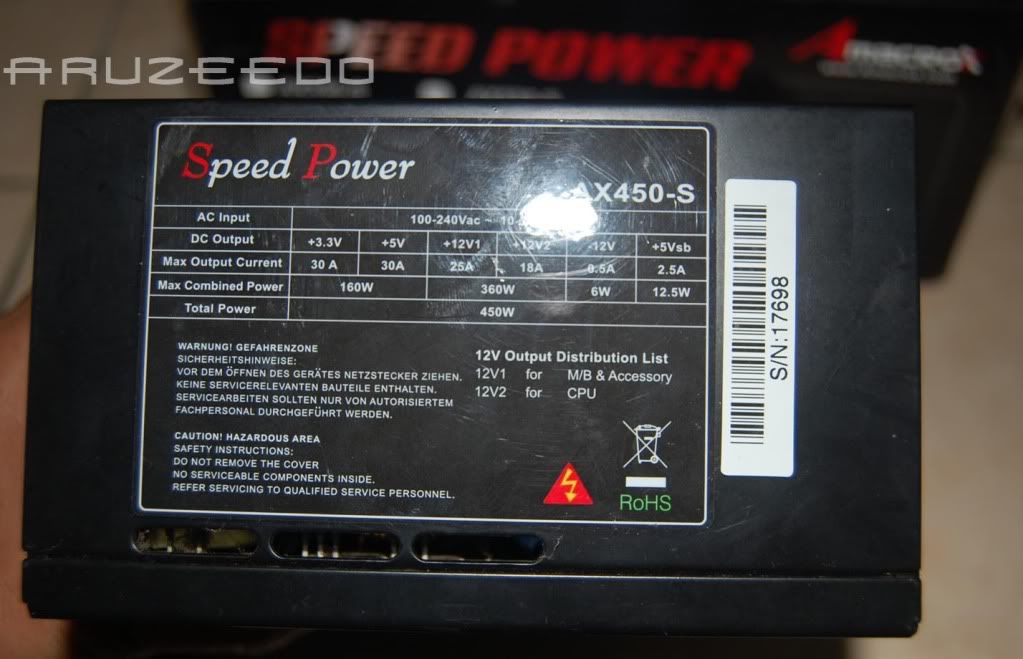 SPEED POWER
Amacrox
ARUZEEDO
Speed Power
AX450-S
AC Input 100-240Vac ~
DC Output +3.3V +5V +12V1 +12V2 -12V +5Vsb
Max Output Current 30 A 30A 25A 18A 0.5A 2.5A
Max Combined Power 160W 360W 6W 12.5W
Total Power 450W
WARNUNG! GEFAHRENZONE
SICHERHEITSHINWEISE:
VOR DEM ÖFFNEN DES GERÄTES NETZSTECKER ZIEHEN.
KEINE SERVICERELEVANTEN BAUTEILE ENTHALTEN.
SERVICEARBEITEN SOLLTEN NUR VON AUTORISIERTEM
FACHPERSONAL DURCHGEFÜHRT WERDEN.
12V Output Distribution List
12V1 for M/B & Accessory
12V2 for CPU
CAUTION! HAZARDOUS AREA
SAFETY INSTRUCTIONS:
DO NOT REMOVE THE COVER
NO SERVICEABLE COMPONENTS INSIDE.
REFER SERVICING TO QUALIFIED SERVICE PERSONNEL.
RoHS
S/N:17698